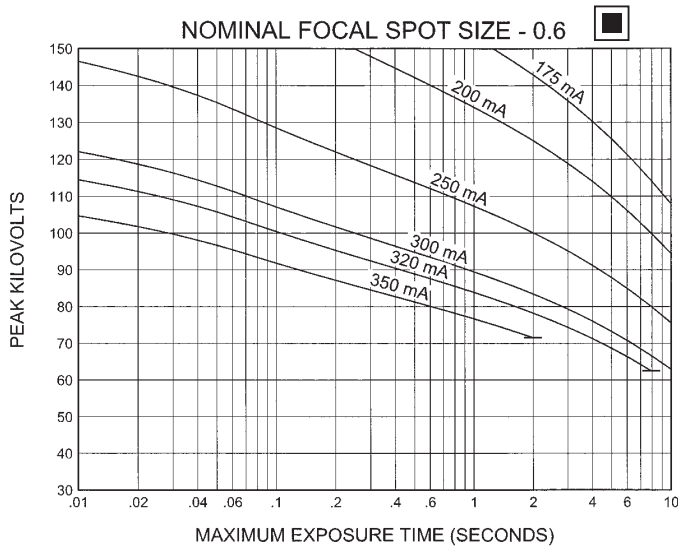 NOMINAL FOCAL SPOT SIZE - 0.6
150
140
130
120
110
100
90
80
70
60
50
40
30
PEAK KILOVOLTS
175 mA
200 mA
250 mA
300 mA
320 mA
350 mA
.01 .02 .04 .06 .1 .2 .4 .6 1 2 4 6 10
MAXIMUM EXPOSURE TIME (SECONDS)